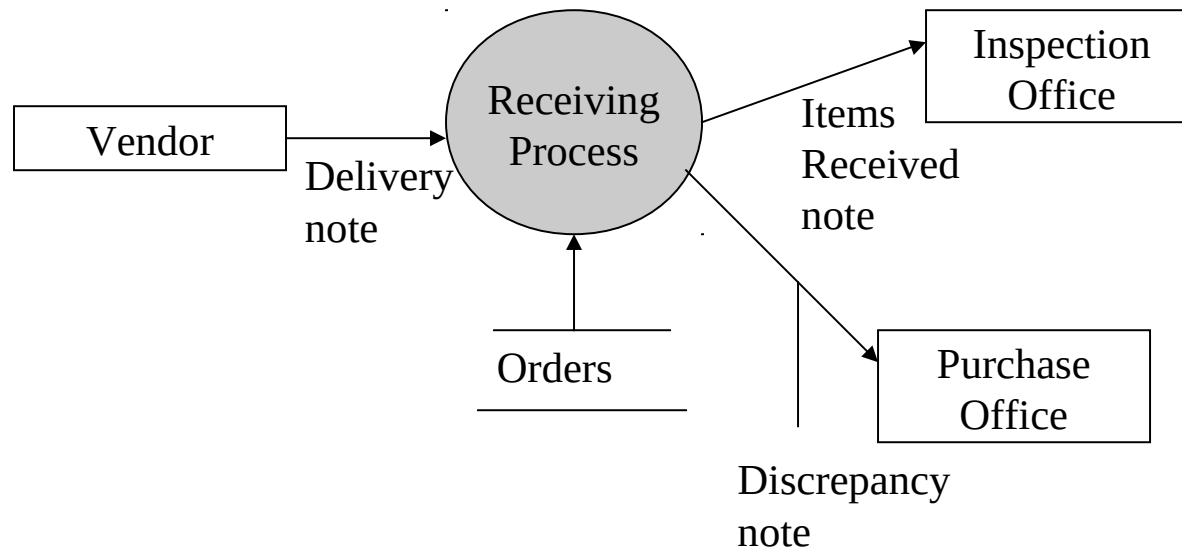 Vendor
Delivery
note
Receiving
Process
Orders
Items
Received
note
Inspection
Office
Purchase
Office
Discrepancy
note